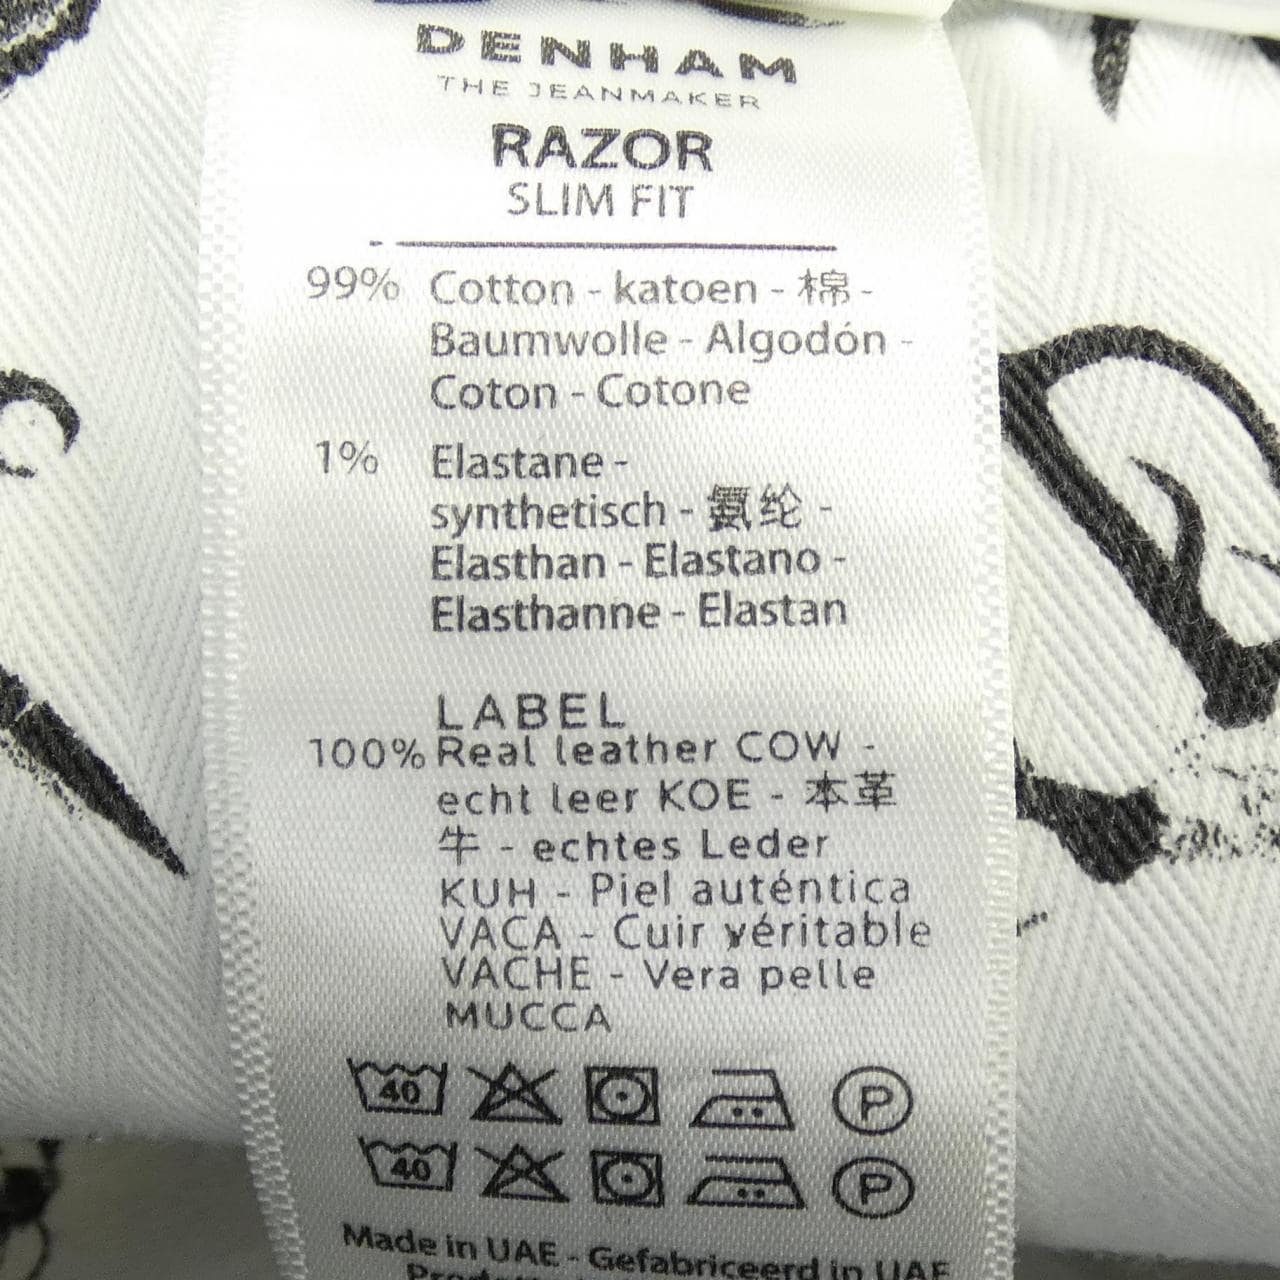 DENHAM
THE JEANMAKER
RAZOR
SLIM FIT
99% Cotton - katoen - 棉 -
Baumwolle - Algodón -
Coton - Cotone
1% Elastane -
synthetisch - 氨纶 -
Elasthan - Elastano -
Elasthanne - Elastan
LABEL
100% Real leather COW -
echt leer KOE - 本革
牛 - echtes Leder
KUH - Piel auténtica
VACA - Cuir véritable
VACHE - Vera pelle
MUCCA
40 P
40 P
Made in UAE - Gefabriceerd in UAE